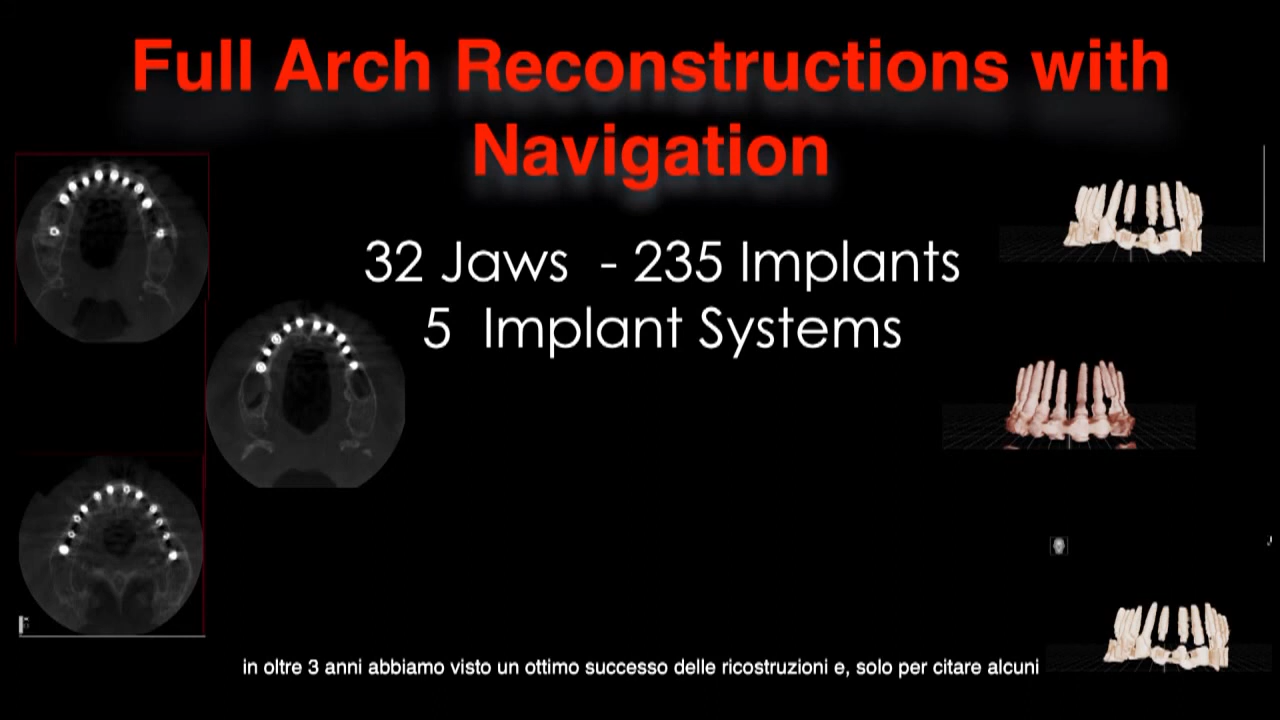 Full Arch Reconstructions with
Navigation
32 Jaws - 235 Implants
5 Implant Systems
in oltre 3 anni abbiamo visto un ottimo successo delle ricostruzioni e, solo per citare alcuni